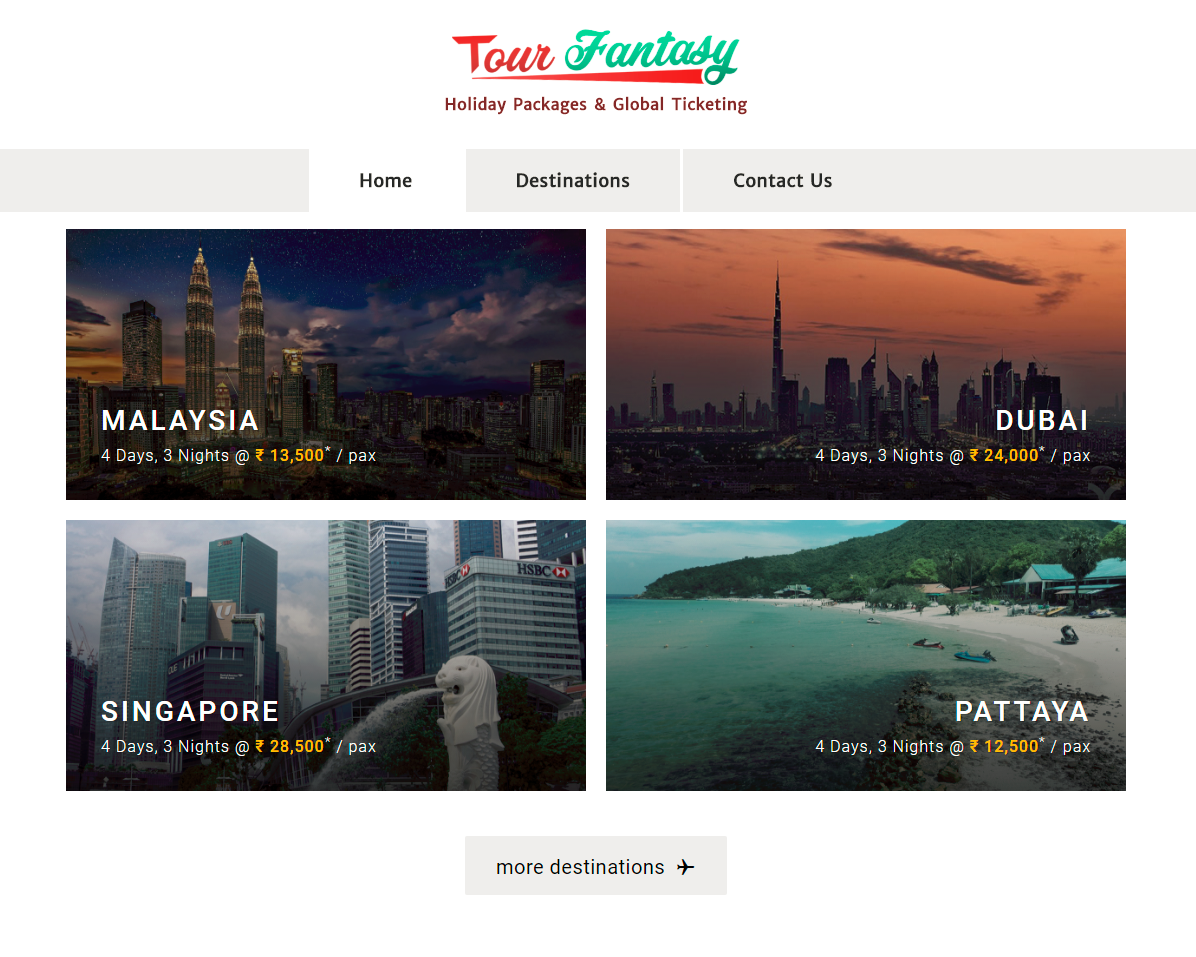 Tour Fantasy
Holiday Packages & Global Ticketing
Home
Destinations
Contact Us
MALAYSIA
4 Days, 3 Nights @ ₹ 13,500* / pax
DUBAI
4 Days, 3 Nights @ ₹ 24,000* / pax
HSBC
HSBC
SINGAPORE
4 Days, 3 Nights @ ₹ 28,500* / pax
PATTAYA
4 Days, 3 Nights @ ₹ 12,500* / pax
more destinations